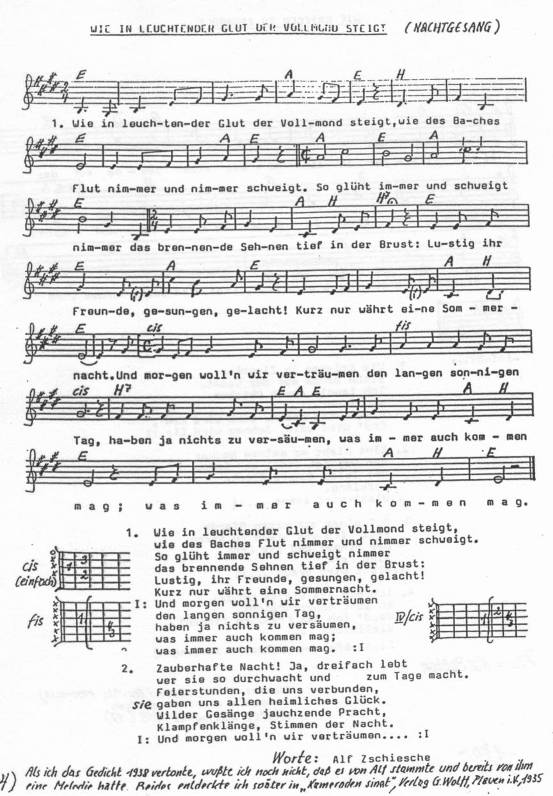 WIE IN LEUCHTENDER GLUT DER VOLLMOND STEIGT (NACHTGESANG)
E A E H
1. Wie in leuch-ten-der Glut der Voll-mond steigt,wie des Ba-ches
E A E E A
Flut nim-mer und nim-mer schweigt. So glüht im-mer und schweigt
E A H H7 E
nim-mer das bren-nen-de Seh-nen tief in der Brust: Lu-stig ihr
E A E A H
Freun-de, ge-sun-gen, ge-lacht! Kurz nur währt ei-ne Som - mer -
E cis fis
nacht.Und mor-gen woll'n wir ver-träu-men den lan-gen son-ni-gen
cis H7 E A E A H
Tag, ha-ben ja nichts zu ver-säu-men, was im - mer auch kom - men
E A H E
mag; was im - mer auch kom-men mag.
1. Wie in leuchtender Glut der Vollmond steigt,
wie des Baches Flut nimmer und nimmer schweigt.
So glüht immer und schweigt nimmer
das brennende Sehnen tief in der Brust:
Lustig, ihr Freunde, gesungen, gelacht!
Kurz nur währt eine Sommernacht.
I: Und morgen woll'n wir verträumen
den langen sonnigen Tag,
haben ja nichts zu versäumen,
was immer auch kommen mag;
was immer auch kommen mag. :I
cis
(einfach)
fis
IV/cis
2. Zauberhafte Nacht! Ja, dreifach lebt
wer sie so durchwacht und zum Tage macht.
Feierstunden, die uns verbunden,
sie gaben uns allen heimliches Glück.
Wilder Gesänge jauchzende Pracht,
Klampfenklänge, Stimmen der Nacht.
I: Und morgen woll'n wir verträumen.... :I
Worte: Alf Zschiesche
4) Als ich das Gedicht 1938 vertonte, wußte ich noch nicht, daß es von Alf stammte und bereits von ihm
eine Melodie hatte. Beides entdeckte ich später in „Kameraden singt", Verlag G. Wolff, Plauen i.V., 1935